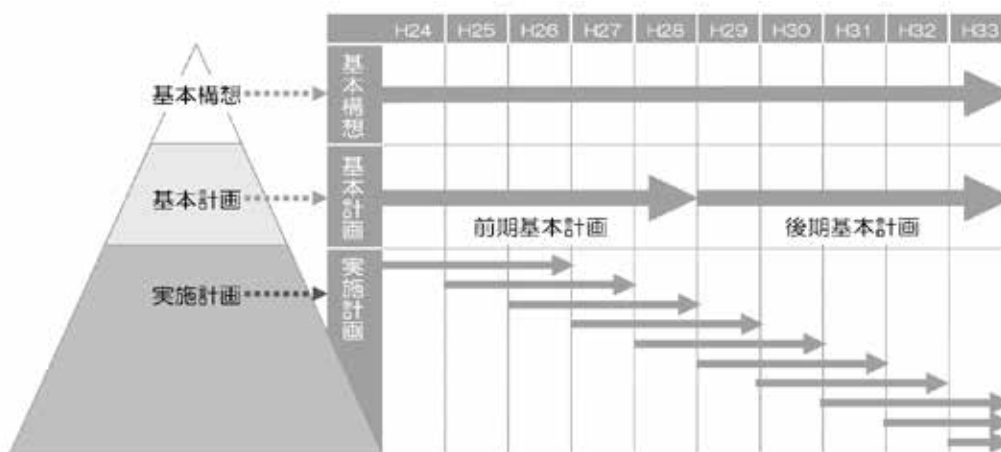 H24 H25 H26 H27 H28 H29 H30 H31 H32 H33
基本構想
基本構想
基本計画
基本計画
前期基本計画
後期基本計画
実施計画
実施計画